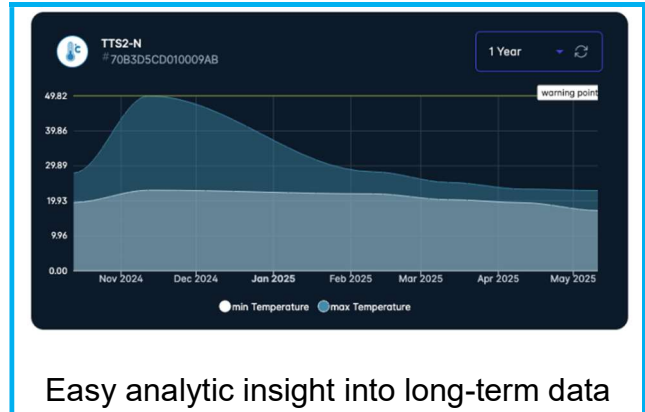 TTS2-N
#70B3D5CD010009AB
1 Year
warning point
49.82
39.86
29.89
19.93
9.96
0.00
Nov 2024 Dec 2024 Jan 2025 Feb 2025 Mar 2025 Apr 2025 May 2025
min Temperature max Temperature
Easy analytic insight into long-term data